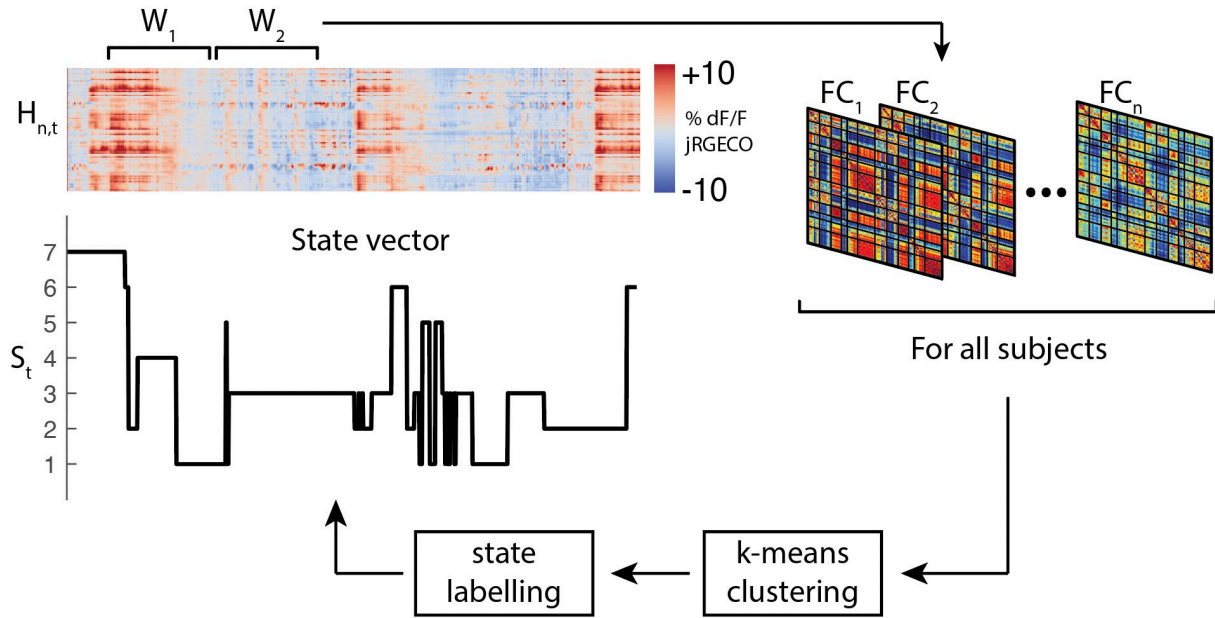 W1 W2
Hn,t
+10
% dF/F
jRGECO
-10
FC1 FC2 FCn
For all subjects
State vector
St
7
6
5
4
3
2
1
k-means
clustering
state
labelling